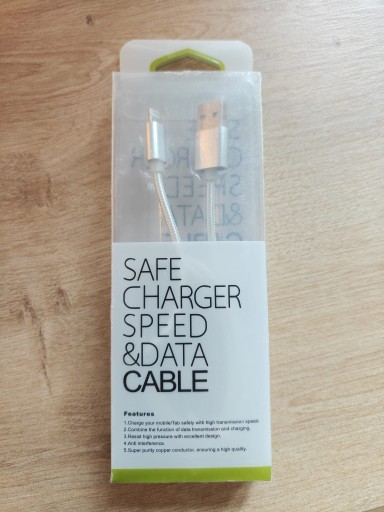 SAFE
CHARGER
SPEED
&DATA
CABLE
Features
1.Charge your mobile/Tab safely with high transmission speed.
2.Combine the function of data transmission and charging.
3.Resist high pressure with excellent design.
4.Anti interference.
5.Super purity copper conductor, ensuring a high quality.